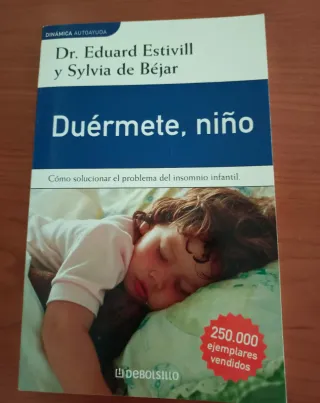 DINÁMICA AUTOAYUDA
Dr. Eduard Estivill
y Sylvia de Béjar
Duérmete, niño
Cómo solucionar el problema del insomnio infantil
250.000
ejemplares
vendidos
DEBOLSILLO